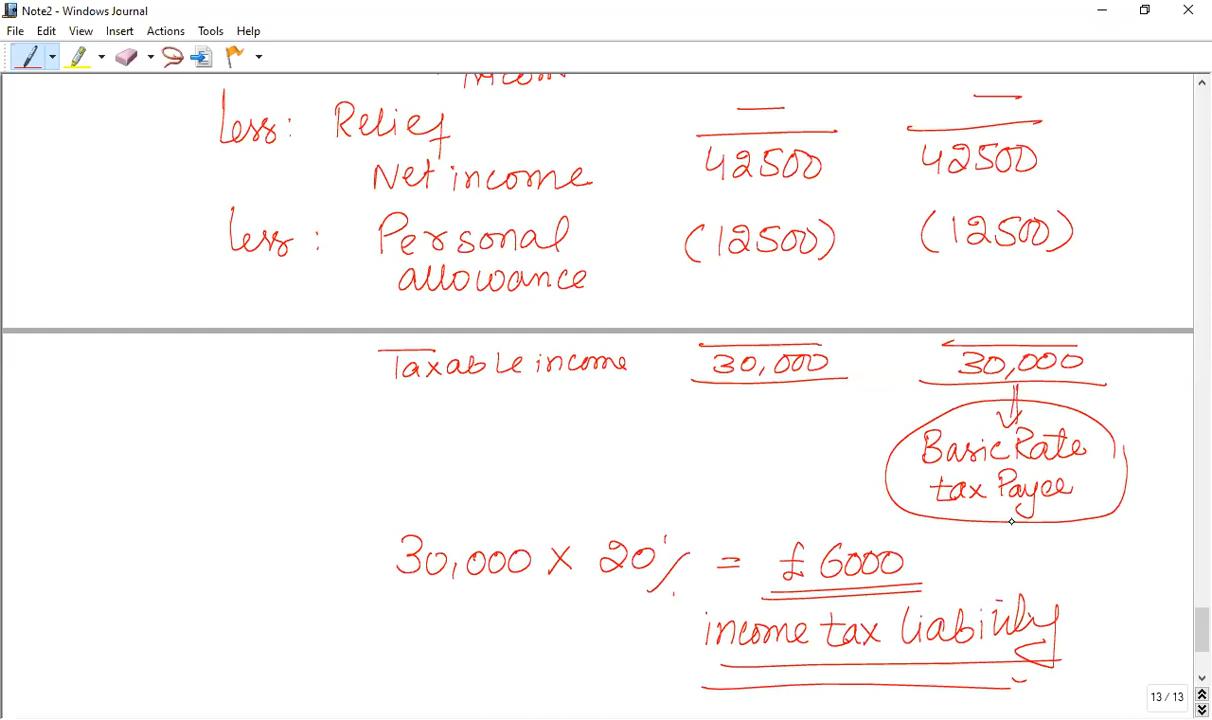 Note2 - Windows Journal
File Edit View Insert Actions Tools Help
less: Relief — —
Net income 42500 42500
less: Personal (12500) (12500)
allowance
Taxable income 30,000 30,000
Basic Rate
tax Payee
30,000 × 20% = £6000
income tax liability
13 / 13